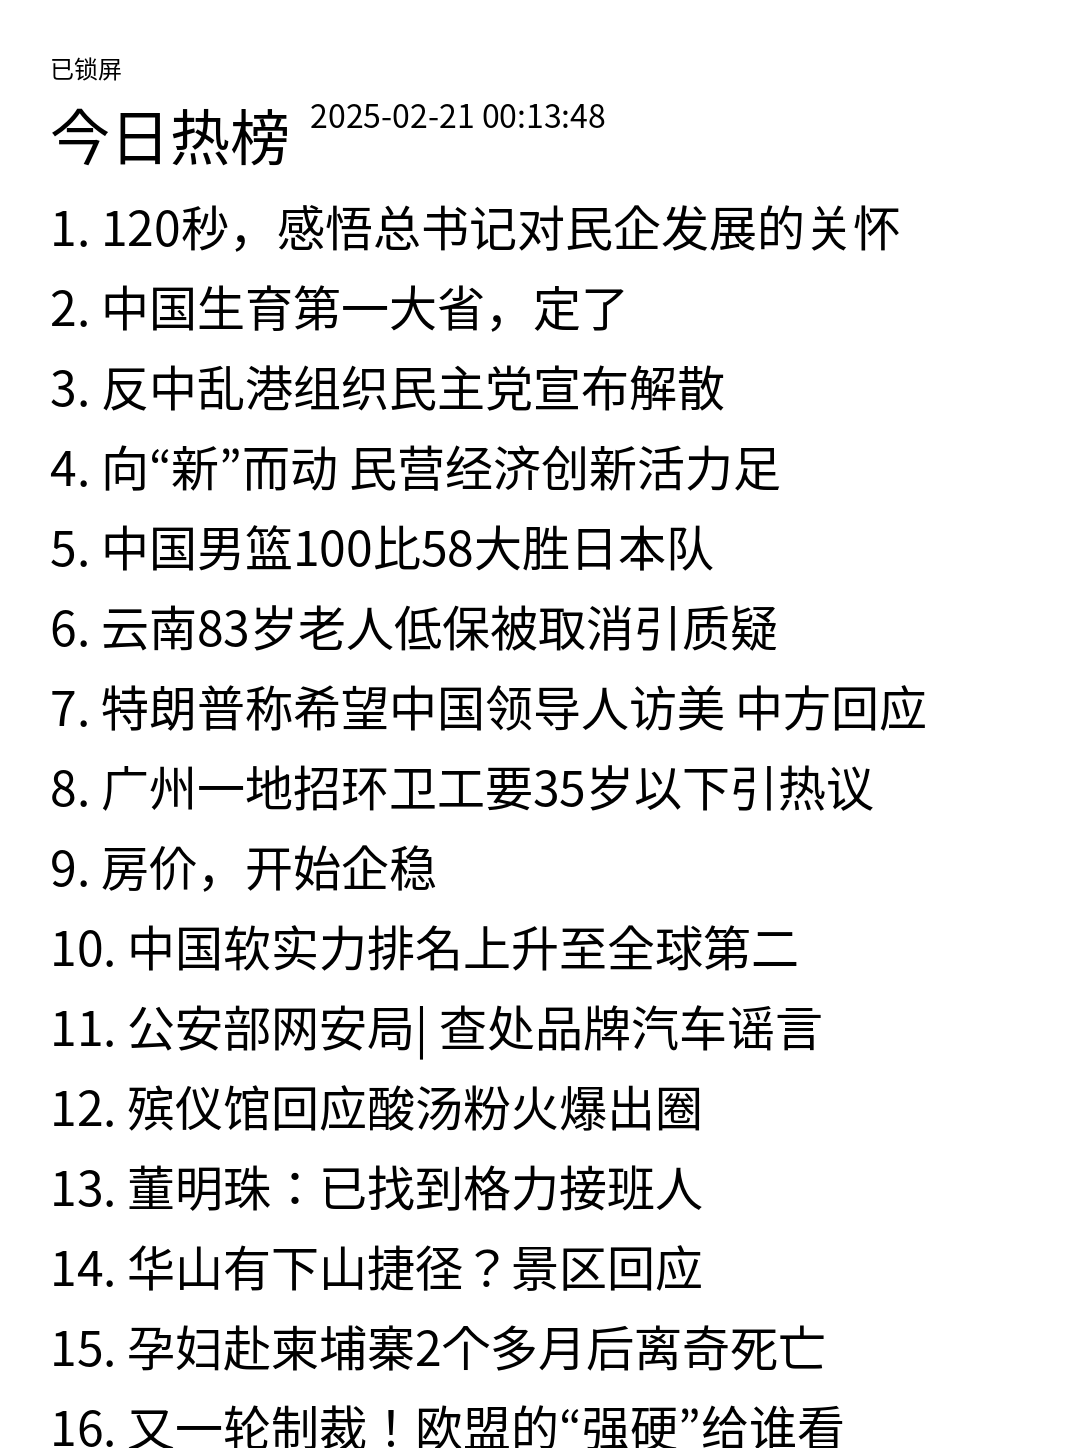 已锁屏
今日热榜 2025-02-21 00:13:48
1. 120秒，感悟总书记对民企发展的关怀
2. 中国生育第一大省，定了
3. 反中乱港组织民主党宣布解散
4. 向“新”而动 民营经济创新活力足
5. 中国男篮100比58大胜日本队
6. 云南83岁老人低保被取消引质疑
7. 特朗普称希望中国领导人访美 中方回应
8. 广州一地招环卫工要35岁以下引热议
9. 房价，开始企稳
10. 中国软实力排名上升至全球第二
11. 公安部网安局| 查处品牌汽车谣言
12. 殡仪馆回应酸汤粉火爆出圈
13. 董明珠：已找到格力接班人
14. 华山有下山捷径？景区回应
15. 孕妇赴柬埔寨2个多月后离奇死亡
16. 又一轮制裁！欧盟的“强硬”给谁看